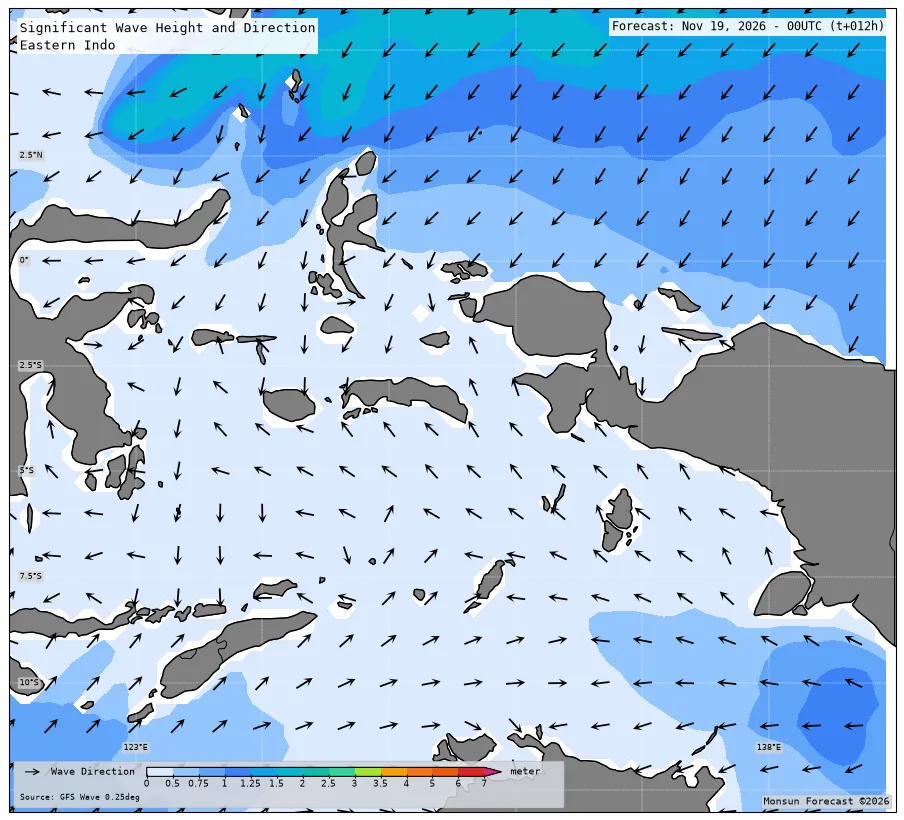 Significant Wave Height and Direction
Eastern Indo
Forecast: Nov 19, 2026 - 00UTC (t+012h)
2.5°N
0°
2.5°S
5°S
7.5°S
10°S
123°E
138°E
Wave Direction
meter
0 0.5 0.75 1 1.25 1.5 2 2.5 3 3.5 4 5 6 7
Source: GFS Wave 0.25deg
Monsun Forecast ©2026